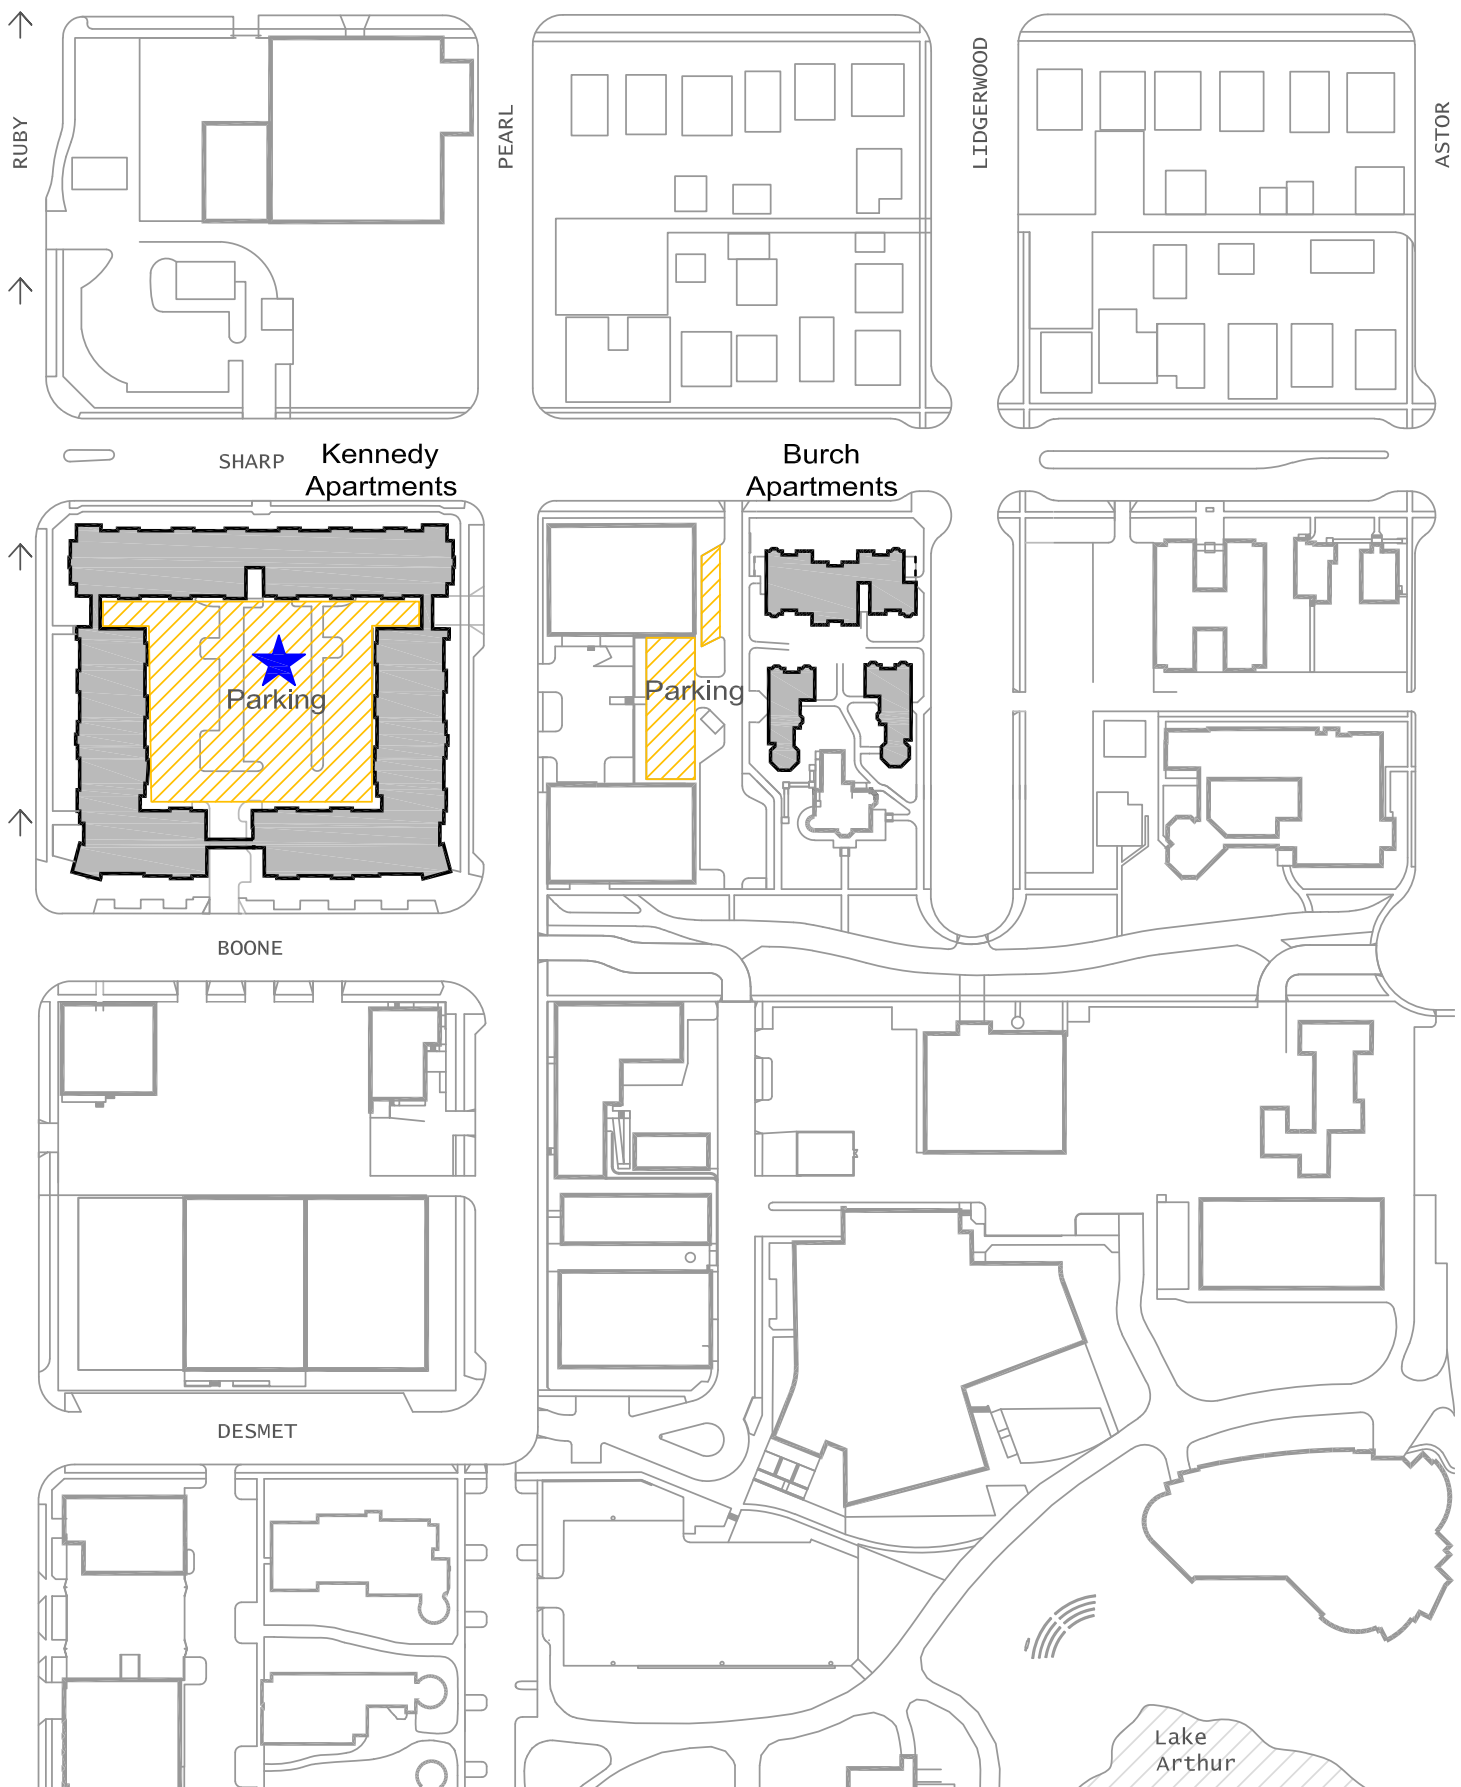 RUBY
PEARL
LIDGERWOOD
ASTOR
SHARP
Kennedy
Apartments
Burch
Apartments
Parking
Parking
BOONE
DESMET
Lake
Arthur